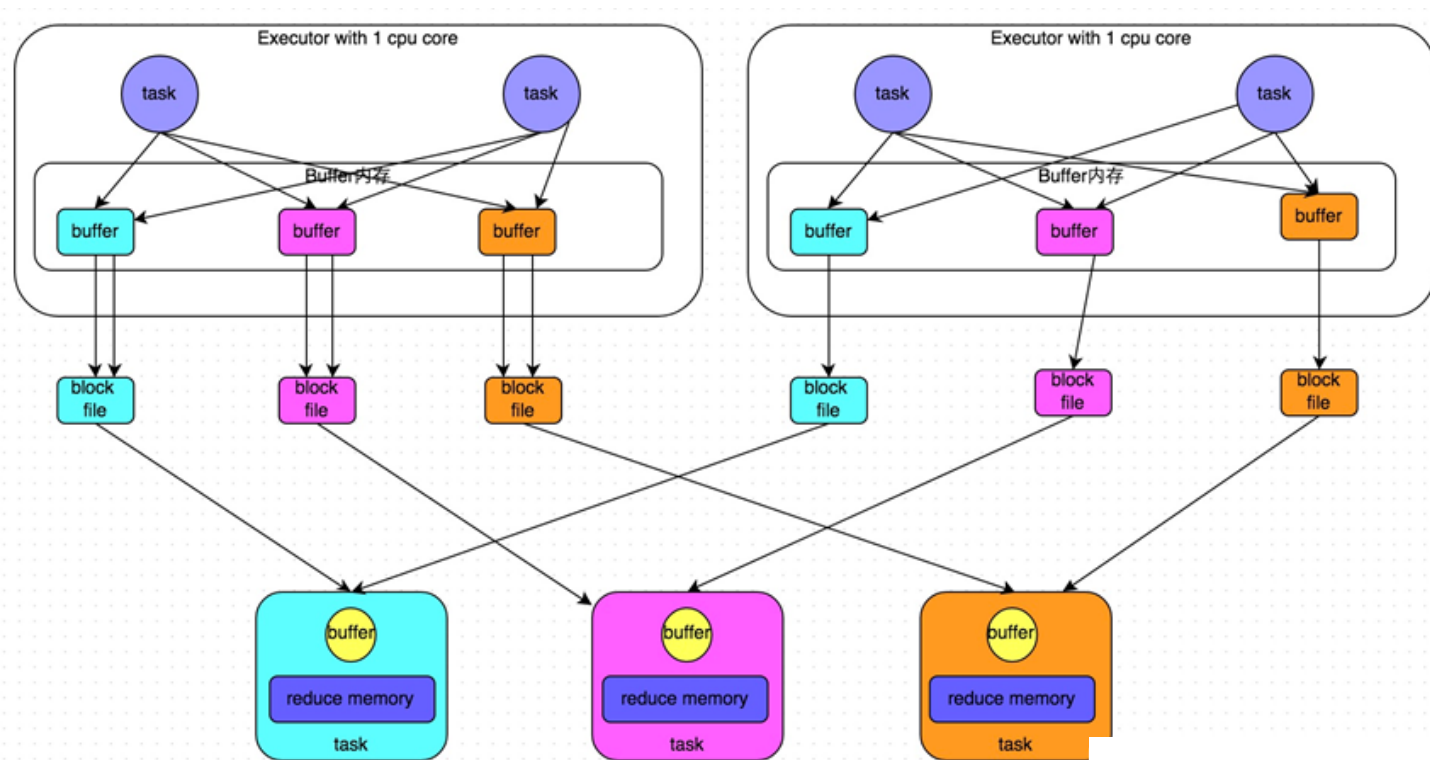 Executor with 1 cpu core
Executor with 1 cpu core
task
task
task
task
Buffer内存
Buffer内存
buffer
buffer
buffer
buffer
buffer
buffer
block
file
block
file
block
file
block
file
block
file
block
file
buffer
buffer
buffer
reduce memory
reduce memory
reduce memory
task
task
task